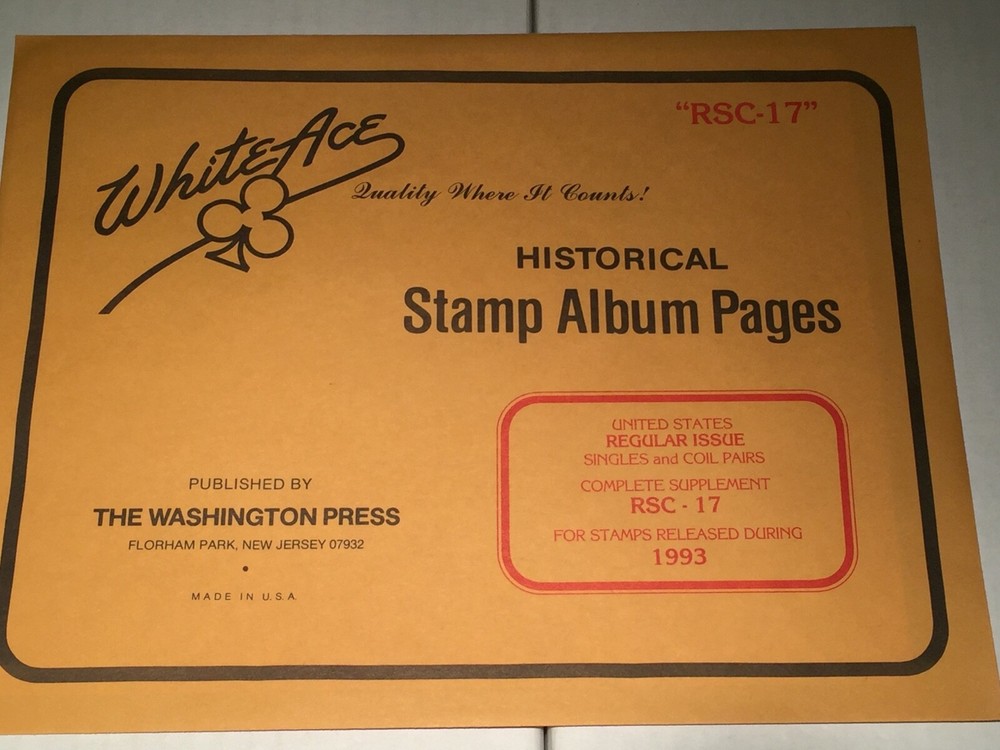 "RSC-17"
White Ace
Quality Where It Counts!
HISTORICAL
Stamp Album Pages
UNITED STATES
REGULAR ISSUE
SINGLES and COIL PAIRS
COMPLETE SUPPLEMENT
RSC - 17
FOR STAMPS RELEASED DURING
1993
PUBLISHED BY
THE WASHINGTON PRESS
FLORHAM PARK, NEW JERSEY 07932
•
MADE IN U.S.A.